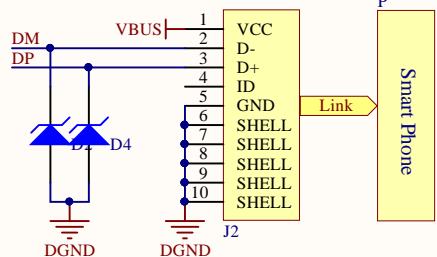 P
VBUS
1
VCC
DM
2
D-
DP
3
D+
4
ID
5
GND
Link
Smart Phone
6
SHELL
7
SHELL
D2
D4
8
SHELL
9
SHELL
10
SHELL
J2
DGND
DGND